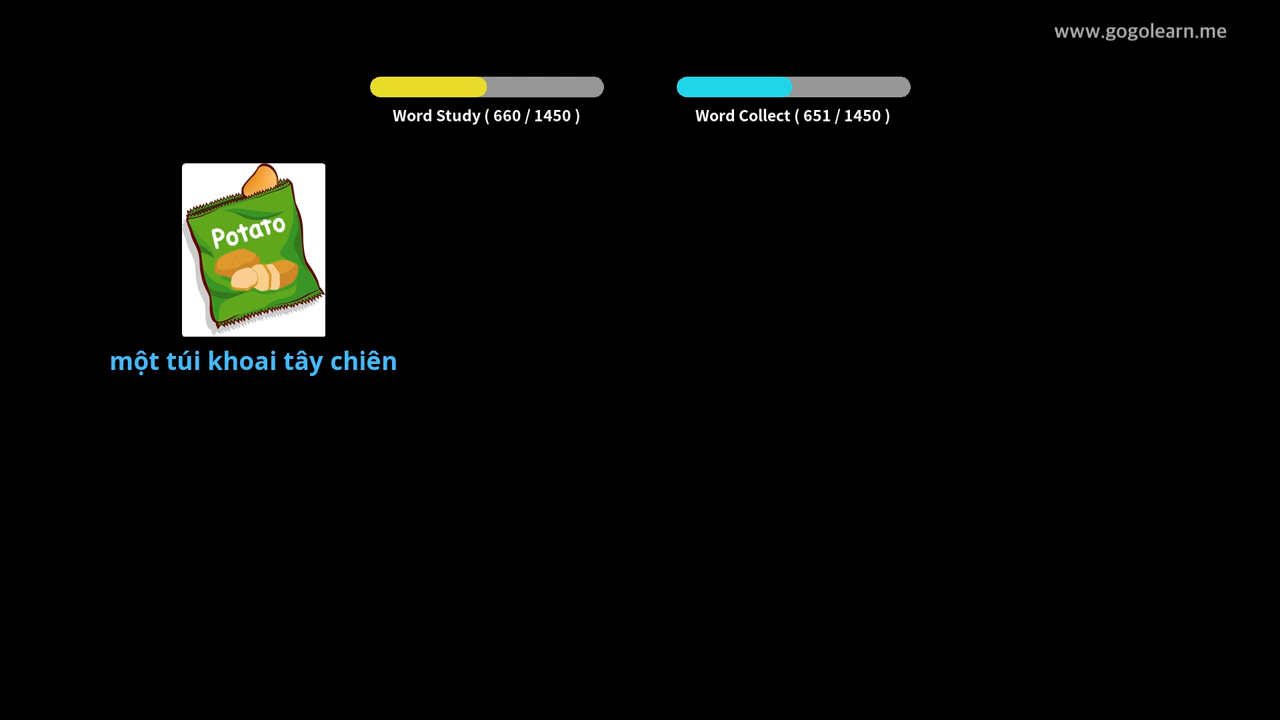 www.gogolearn.me
Word Study ( 660 / 1450 )
Word Collect ( 651 / 1450 )
Potato
một túi khoai tây chiên